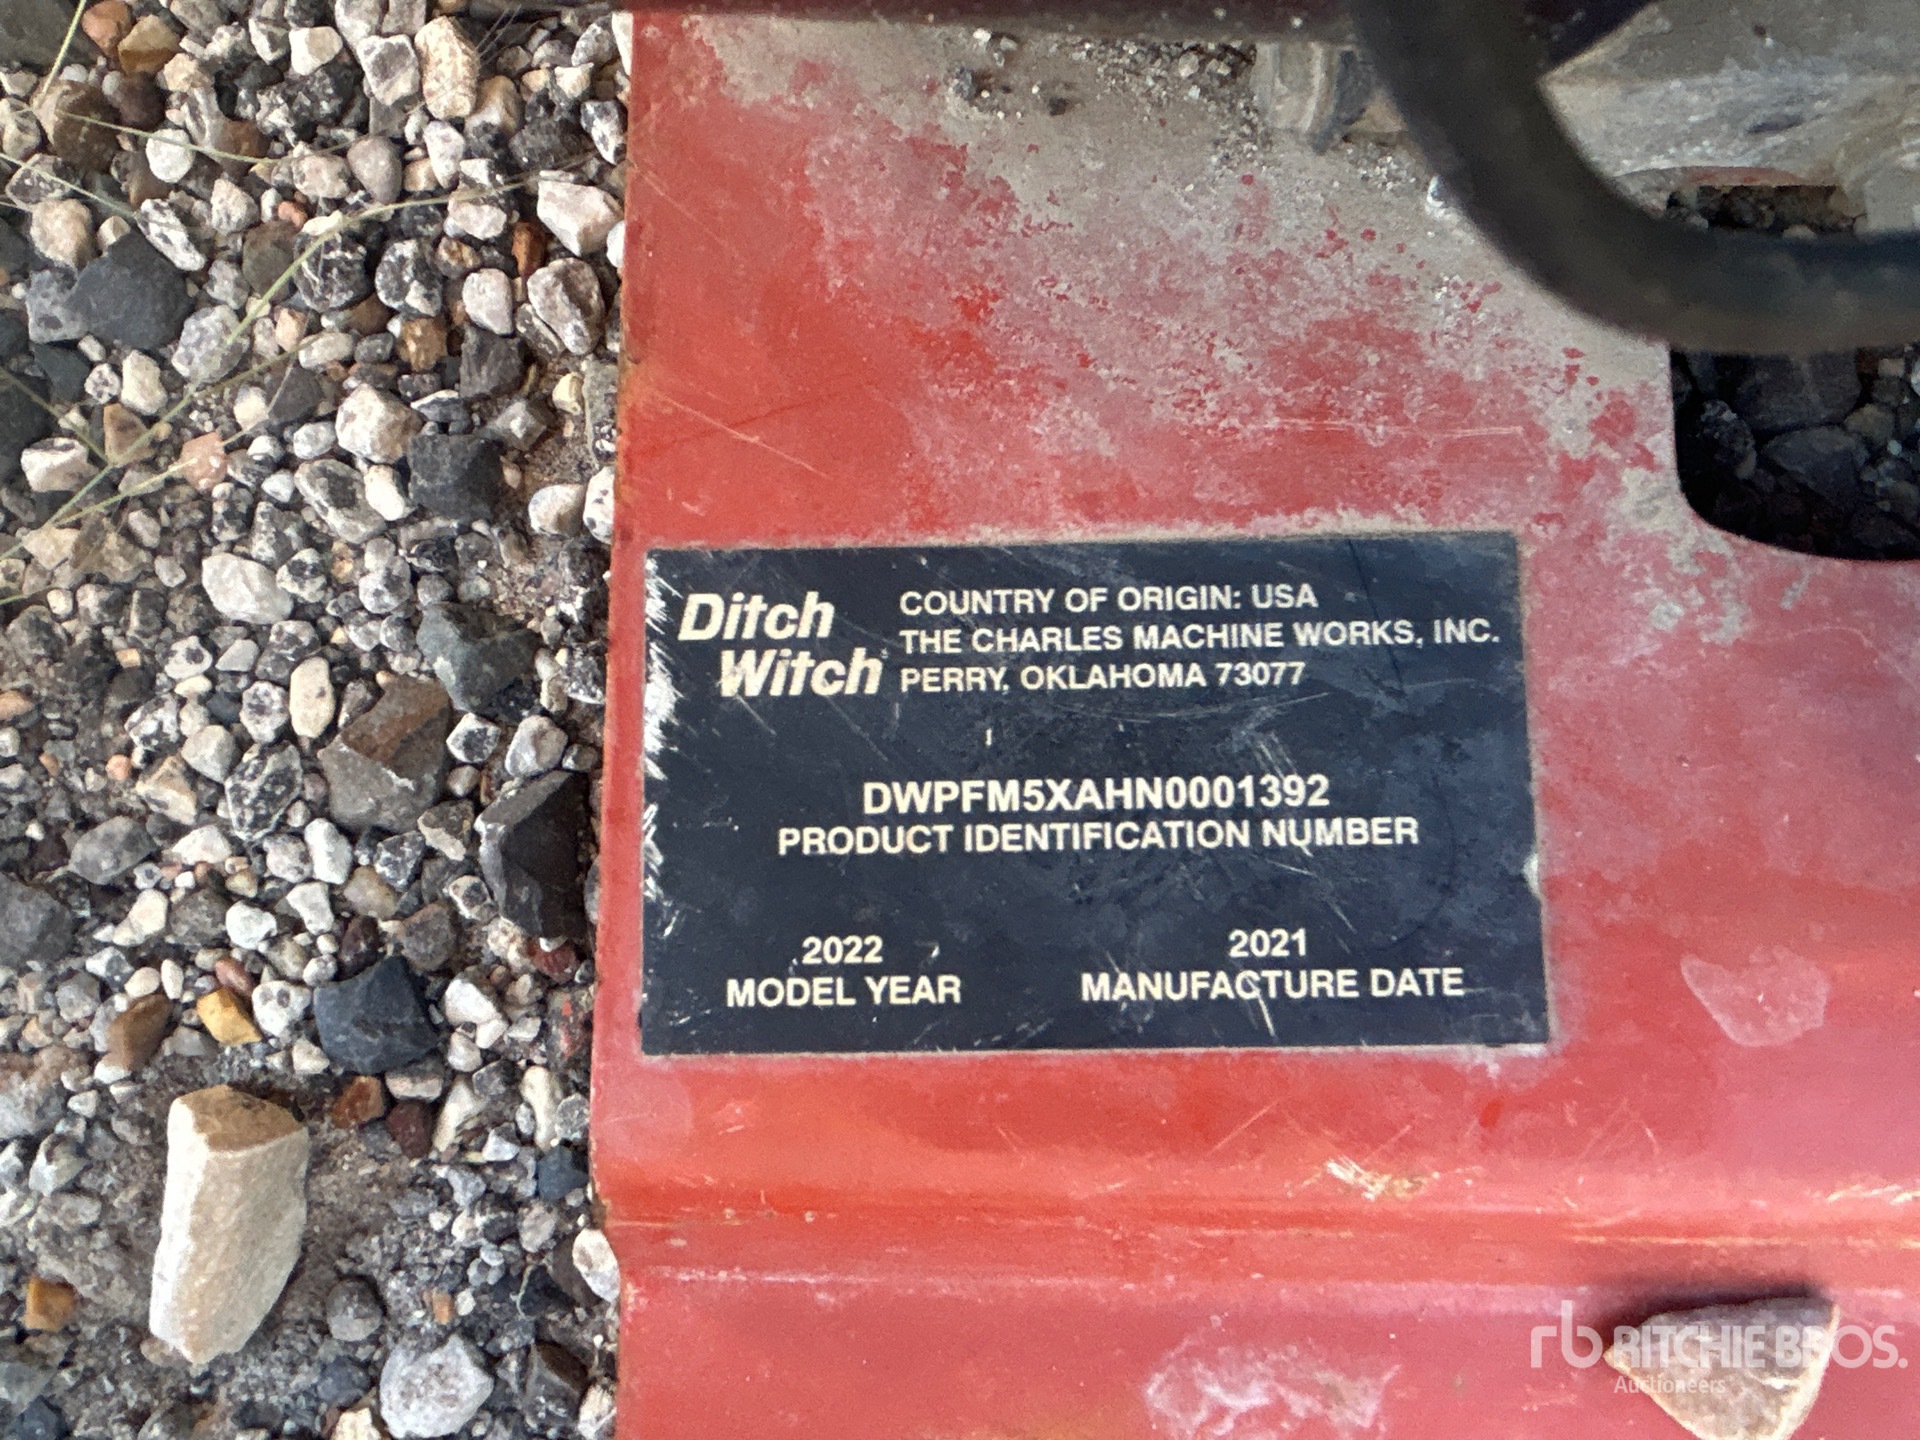 Ditch
Witch
COUNTRY OF ORIGIN: USA
THE CHARLES MACHINE WORKS, INC.
PERRY, OKLAHOMA 73077
DWPFM5XAHN0001392
PRODUCT IDENTIFICATION NUMBER
2022
MODEL YEAR
2021
MANUFACTURE DATE
rb RITCHIE BROS.
Auctioneers